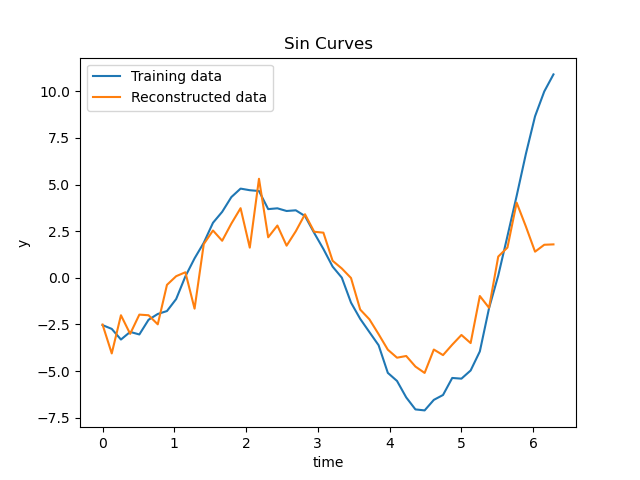 Sin Curves
Training data
Reconstructed data
10.0
7.5
5.0
2.5
0.0
−2.5
−5.0
−7.5
y
0 1 2 3 4 5 6
time